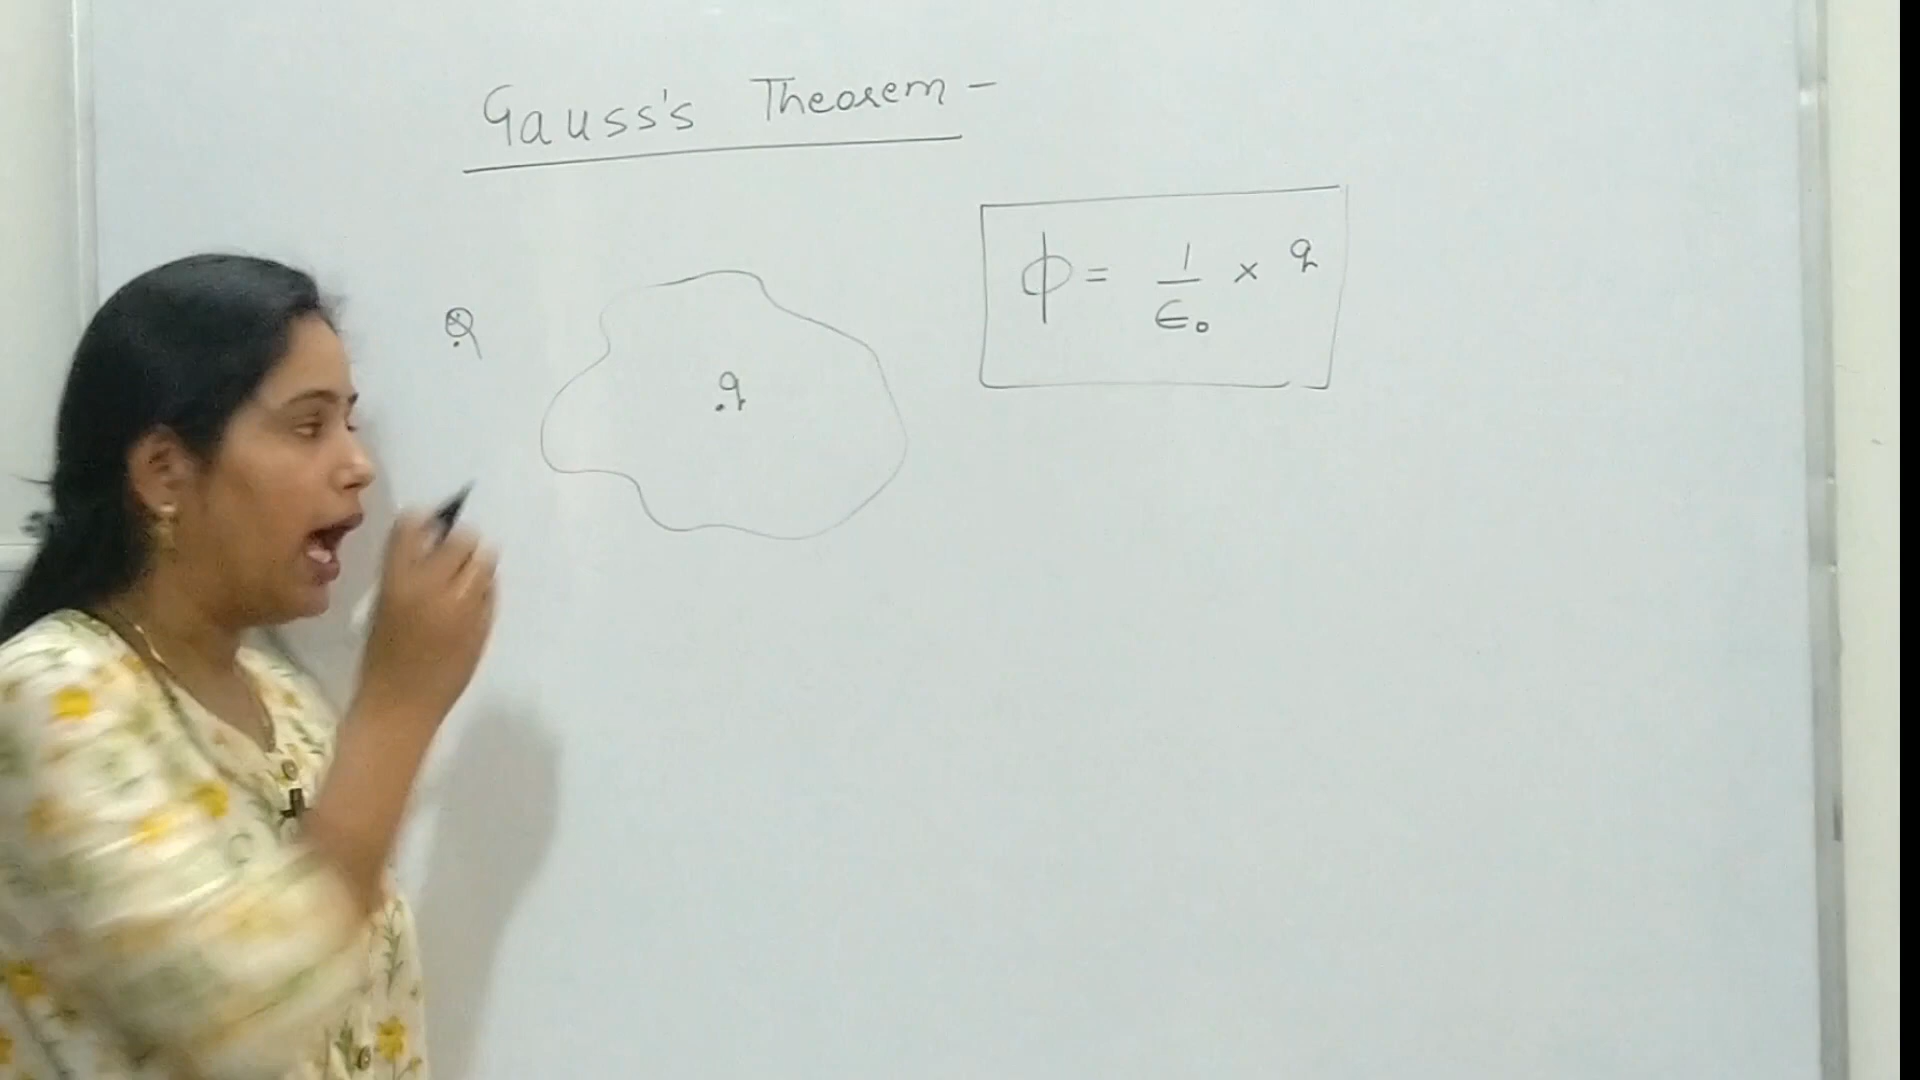 Gauss's Theorem -
ϕ = 1/ϵ₀ × q
Q
.q